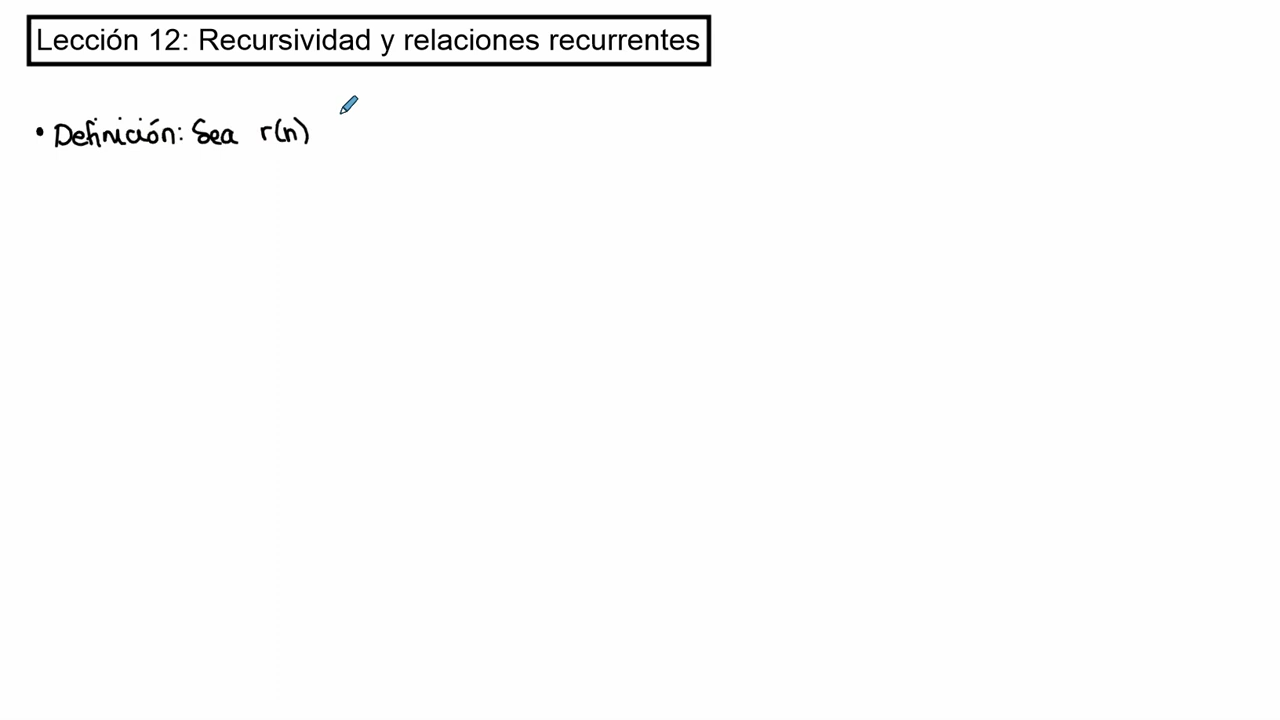 Lección 12: Recursividad y relaciones recurrentes
• Definición: Sea r(n)